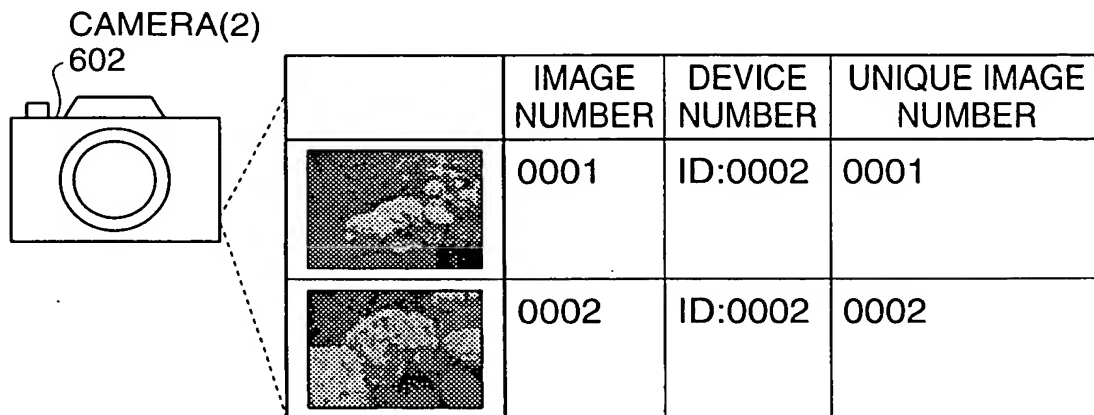 CAMERA(2)
602
IMAGE NUMBER DEVICE NUMBER UNIQUE IMAGE NUMBER
0001 ID:0002 0001
0002 ID:0002 0002